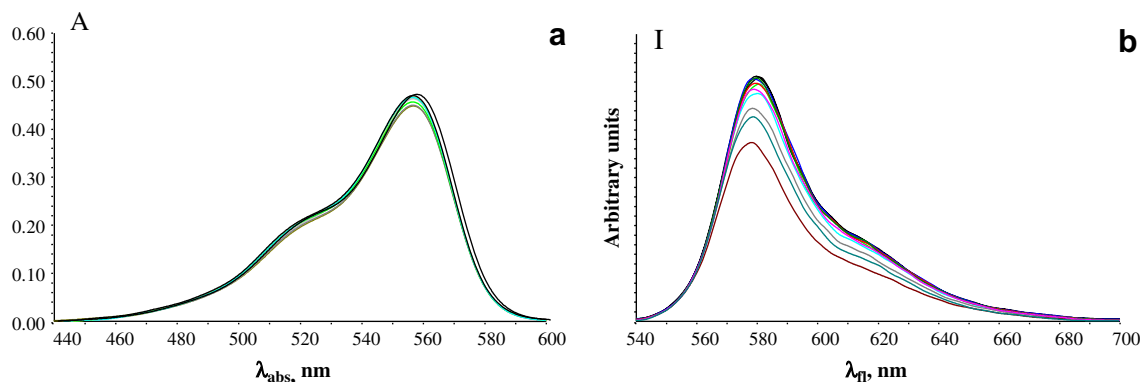 A
a
0.60
0.50
0.40
0.30
0.20
0.10
0.00
440 460 480 500 520 540 560 580 600
λabs, nm
I
b
Arbitrary units
540 560 580 600 620 640 660 680 700
λfl, nm